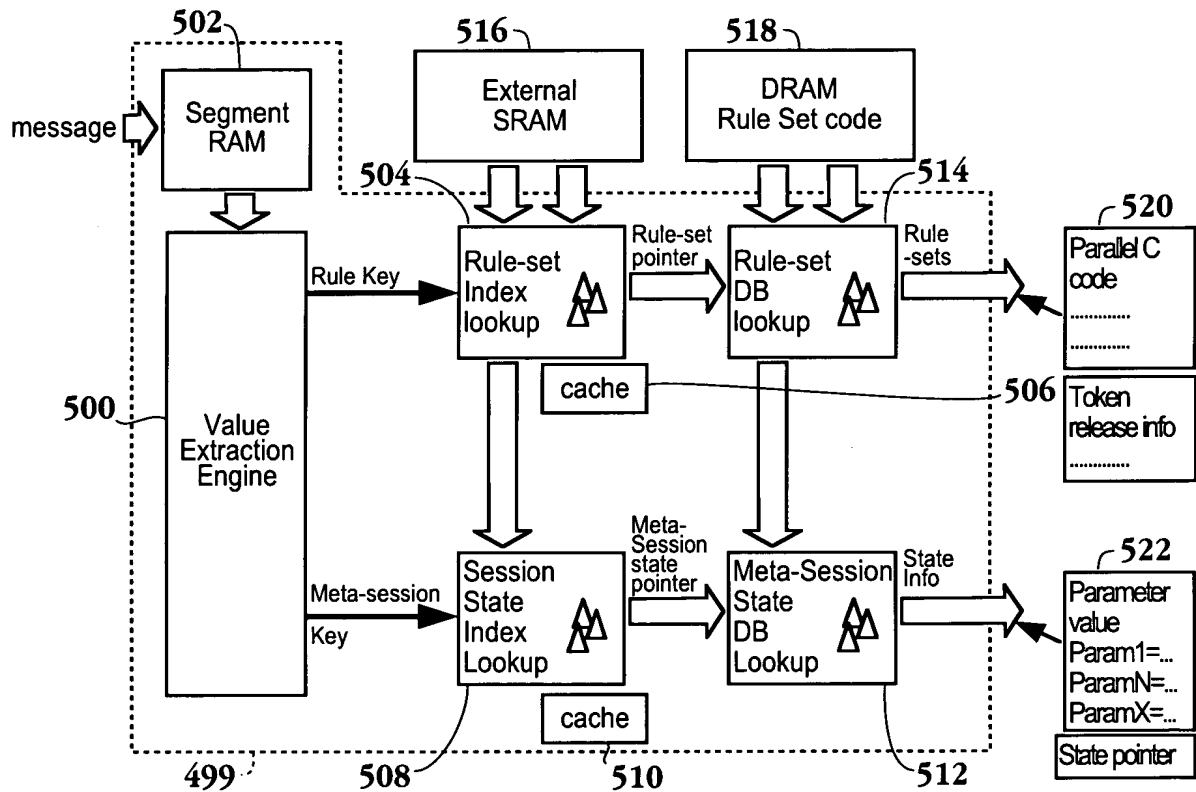 502
516
518
message
Segment
RAM
External
SRAM
DRAM
Rule Set code
504
514
520
Rule Key
Rule-set
Index
lookup
Rule-set
pointer
Rule-set
DB
lookup
Rule
-sets
Parallel C
code
.............
.............
cache
506
Token
release info
.............
500
Value
Extraction
Engine
Meta-session
Key
Session
State
Index
Lookup
Meta-
Session
state
pointer
Meta-Session
State
DB
Lookup
State
Info
522
Parameter
value
Param1=...
ParamN=...
ParamX=...
State pointer
cache
499
508
510
512